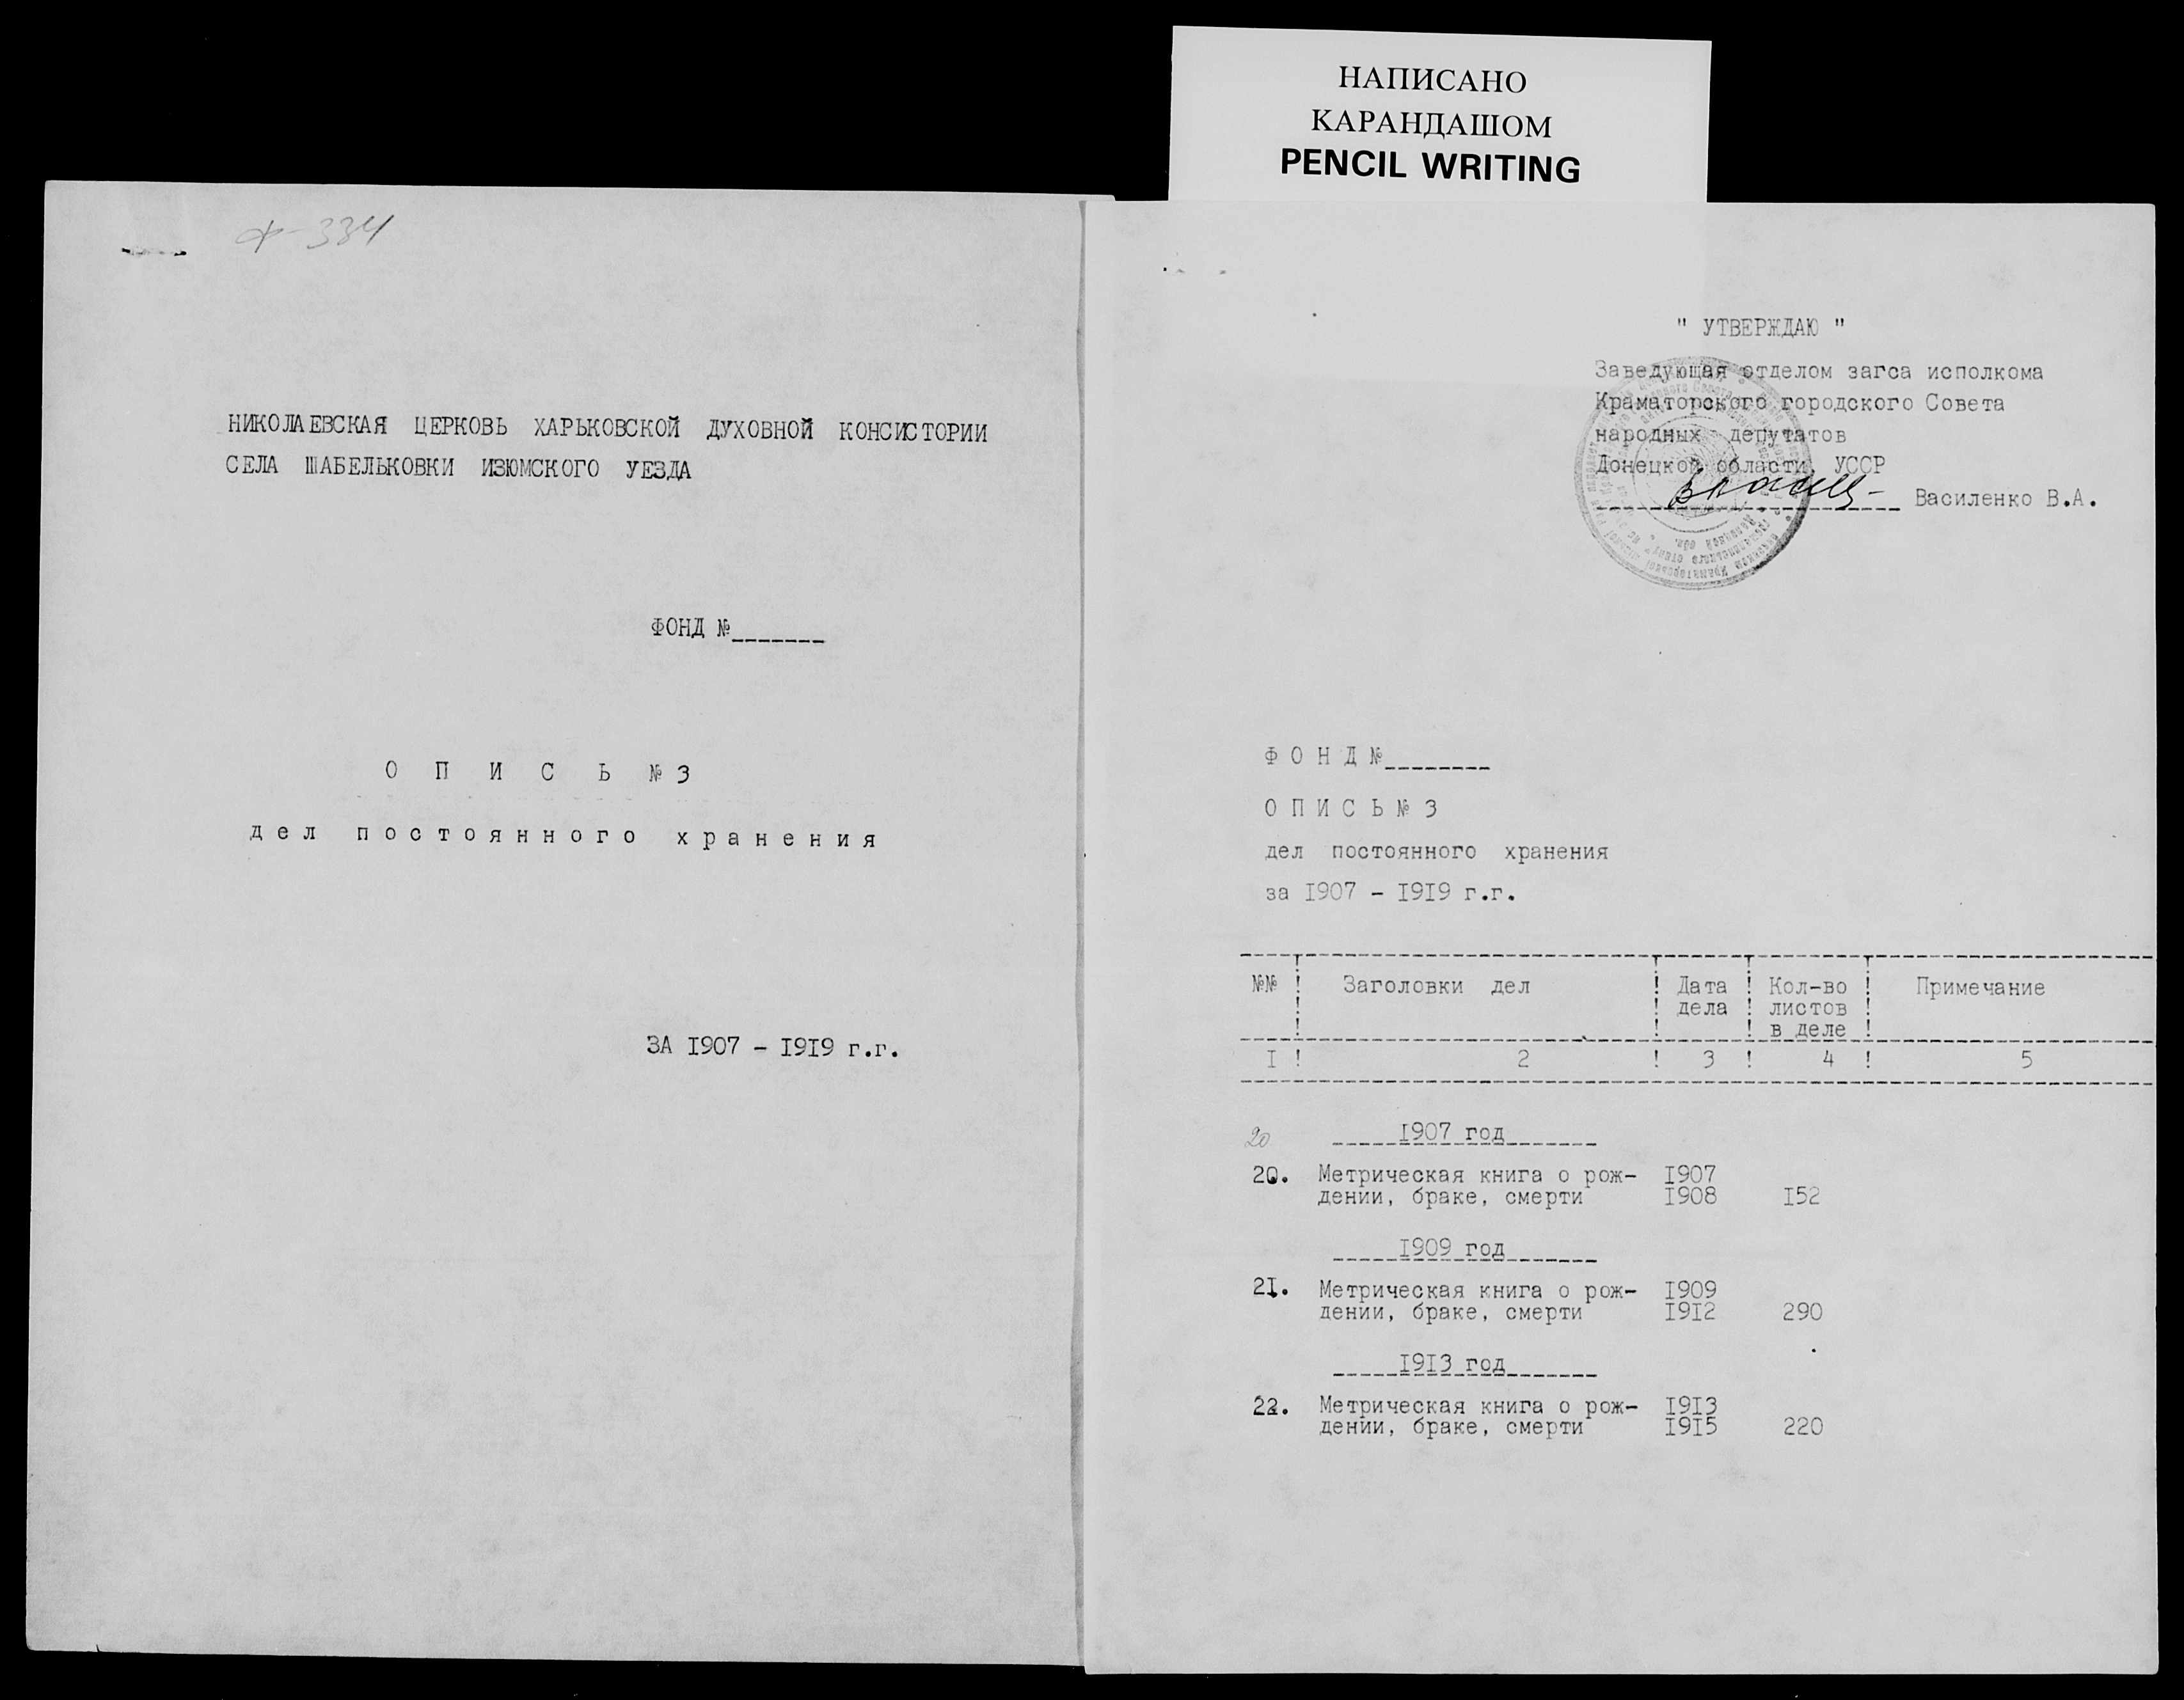 НАПИСАНО
КАРАНДАШОМ
PENCIL WRITING
ф-334
НИКОЛАЕВСКАЯ ЦЕРКОВЬ ХАРЬКОВСКОЙ ДУХОВНОЙ КОНСИСТОРИИ
СЕЛА ШАБЕЛЬКОВКИ ИЗЮМСКОГО УЕЗДА
ФОНД №_______
О П И С Ь № 3
дел постоянного хранения
ЗА I907 - I9I9 г.г.
" УТВЕРЖДАЮ "
Заведующая отделом загса исполкома
Краматорского городского Совета
народных депутатов
Донецкой области, УССР
Василенко В.А.
Ф О Н Д №________
О П И С Ь № 3
дел постоянного хранения
за I907 - I9I9 г.г.
№№ ! Заголовки дел ! Дата ! Кол-во ! Примечание
! ! дела ! листов !
! ! ! в деле !
I ! 2 ! 3 ! 4 ! 5
20 I907 год
20. Метрическая книга о рож- I907
дении, браке, смерти I908 I52
I909 год
2I. Метрическая книга о рож- I909
дении, браке, смерти I9I2 290
I9I3 год
22. Метрическая книга о рож- I9I3
дении, браке, смерти I9I5 220